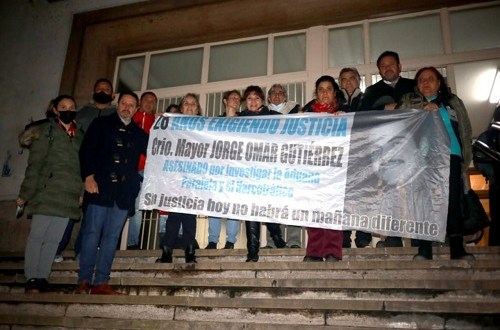 26 AÑOS EXIGIENDO JUSTICIA
Crio. Mayor JORGE OMAR GUTIÉRREZ
ASESINADO por investigar la Aduana
Paralela y el Narcotráfico
Sin justicia hoy no habrá un mañana diferente